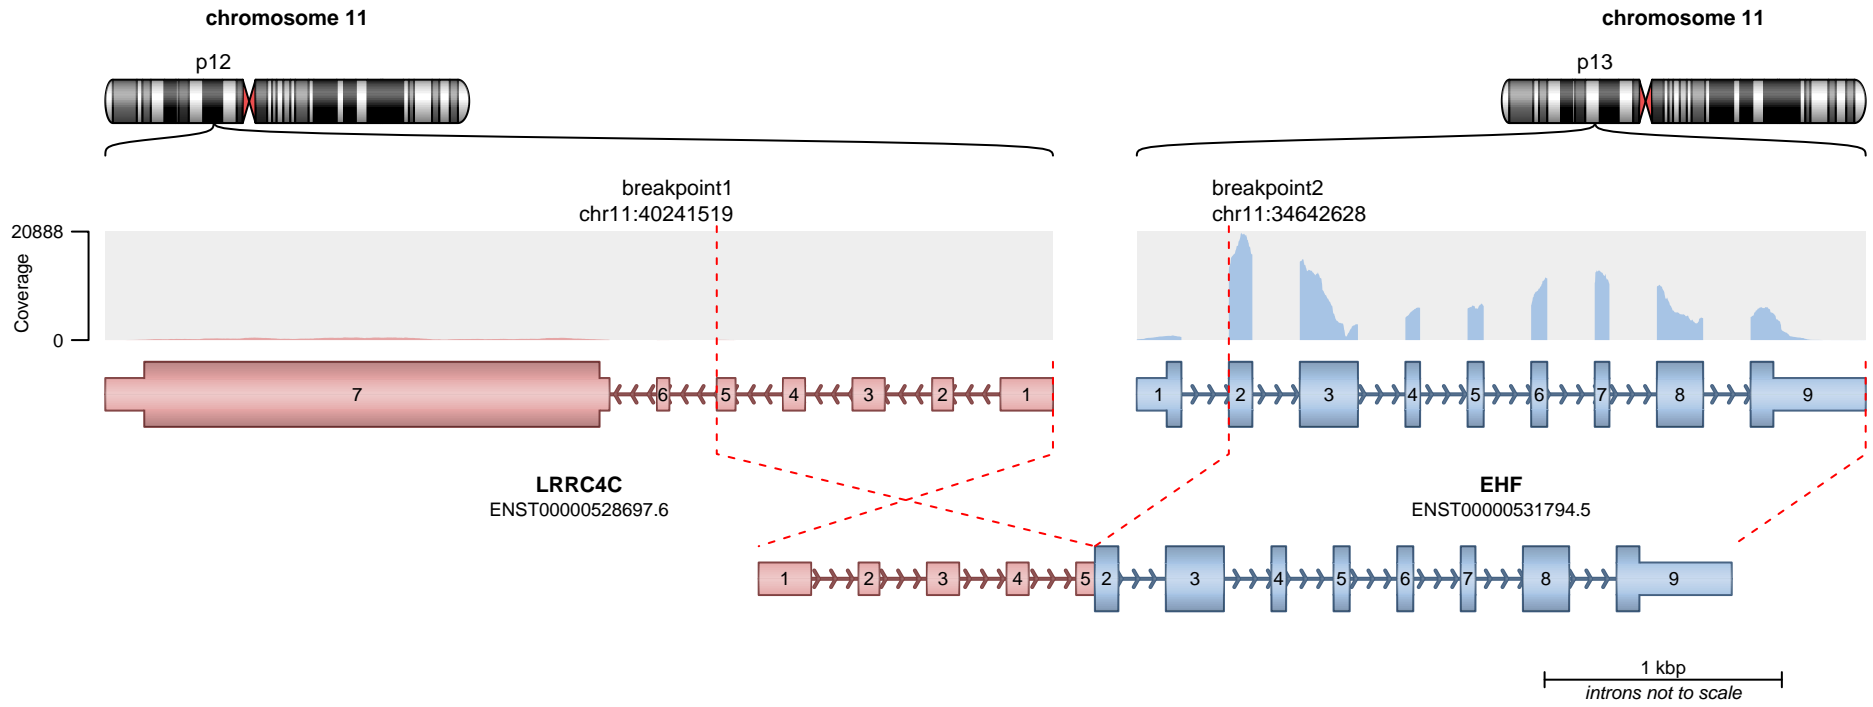 chromosome 11
chromosome 11
p12
p13
breakpoint1
chr11:40241519
breakpoint2
chr11:34642628
20888
Coverage
0
7 6 5 4 3 2 1
1 2 3 4 5 6 7 8 9
LRRC4C
ENST00000528697.6
EHF
ENST00000531794.5
1 2 3 4 5 2 3 4 5 6 7 8 9
1 kbp
introns not to scale